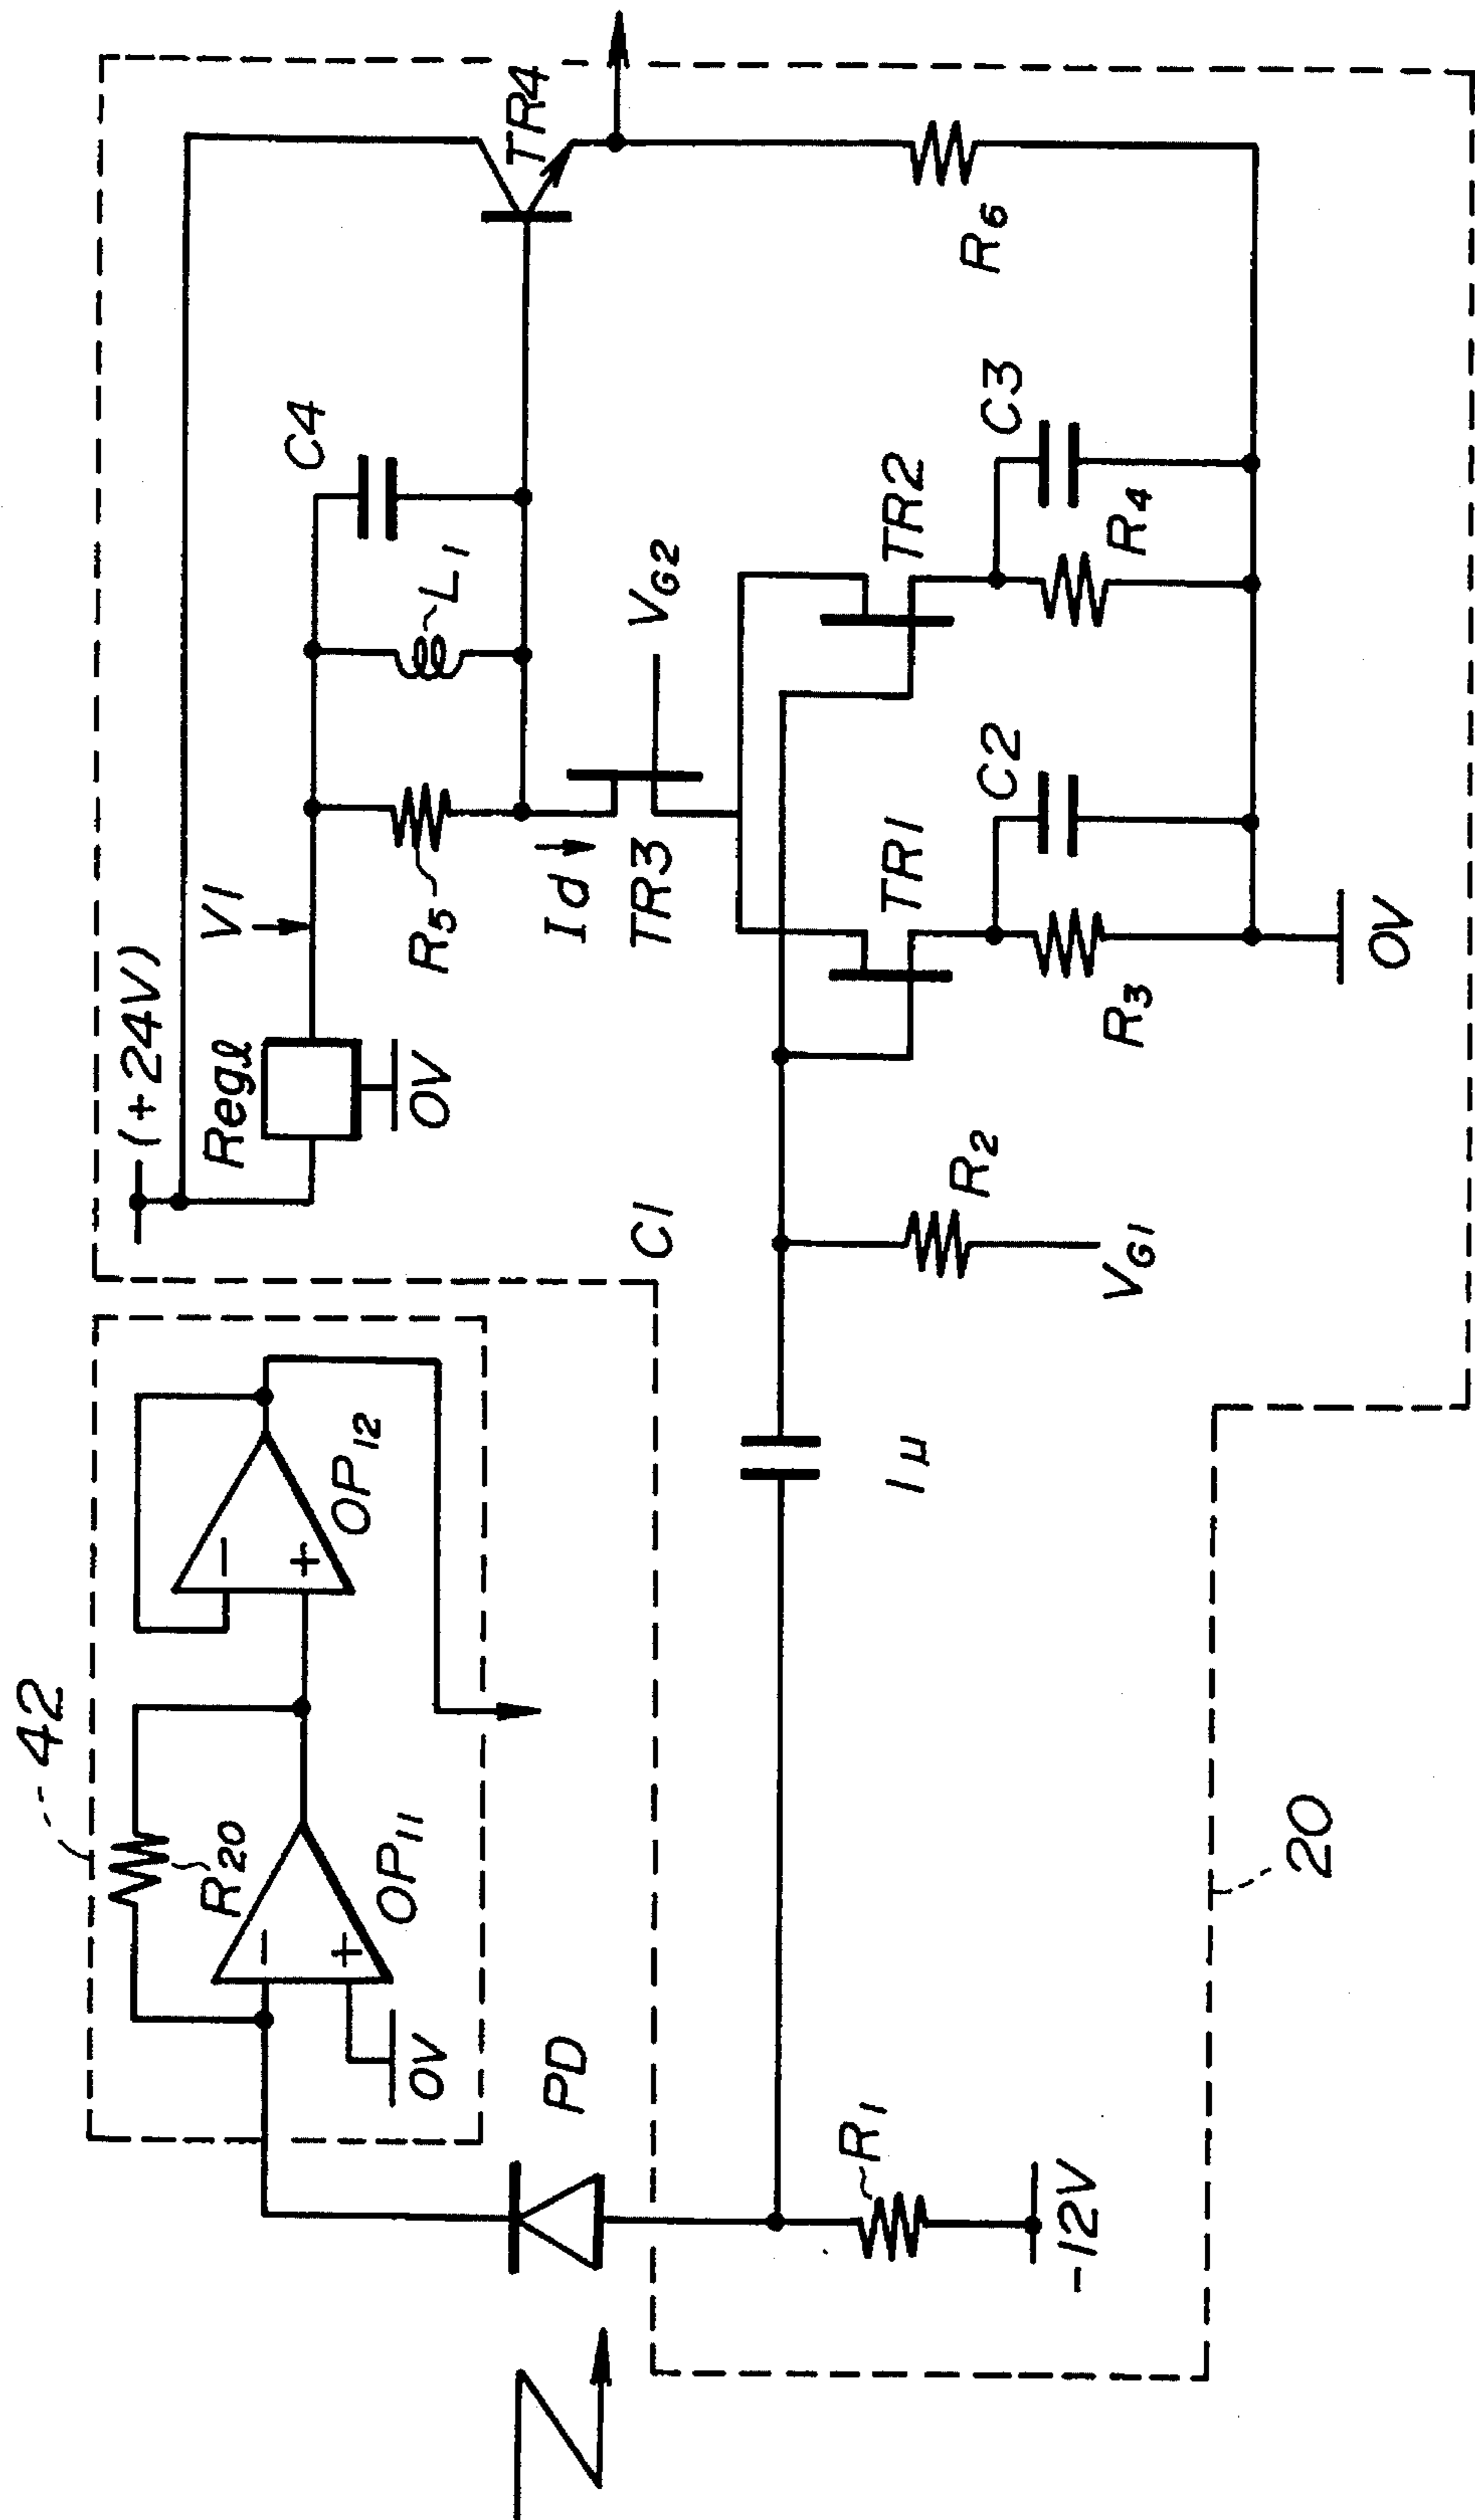 42
R20
OP11
0V
OP12
PD
R1
-12V
20
C1
1μ
R2
VG1
(+24V)
Regl
0V
V1
R5
L1
C4
Id
TR3
VG2
TR1
TR2
C2
R3
C3
R4
0V
TR4
R6